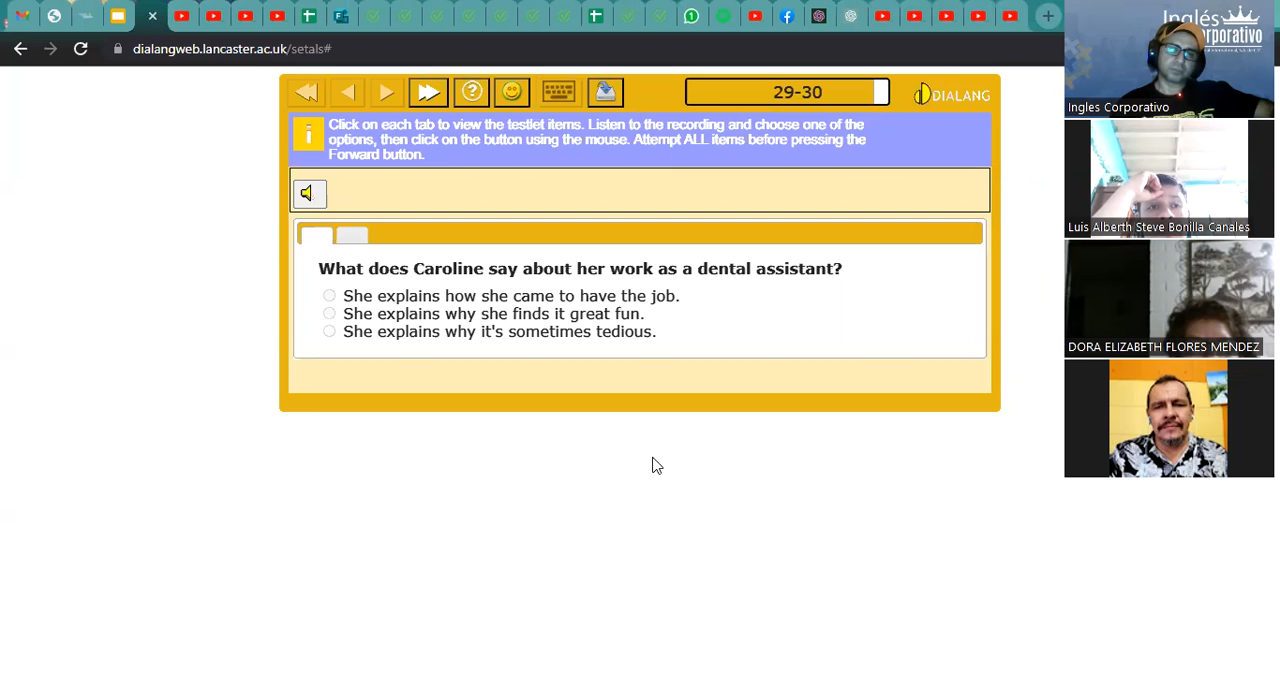 dialangweb.lancaster.ac.uk/setals#
29-30
DIALANG
i
Click on each tab to view the testlet items. Listen to the recording and choose one of the
options, then click on the button using the mouse. Attempt ALL items before pressing the
Forward button.
What does Caroline say about her work as a dental assistant?
She explains how she came to have the job.
She explains why she finds it great fun.
She explains why it's sometimes tedious.
Inglés
Corporativo
Ingles Corporativo
Luis Alberth Steve Bonilla Canales
DORA ELIZABETH FLORES MENDEZ